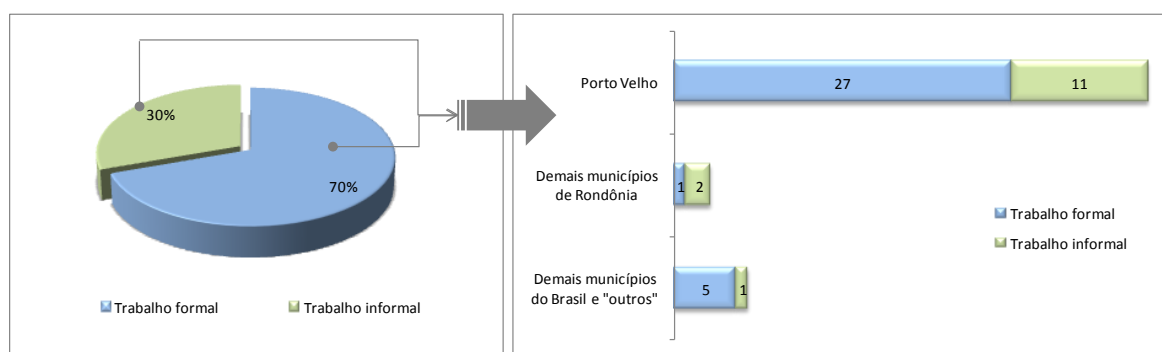 30%
70%
Trabalho formal
Trabalho informal
Porto Velho
27
11
Demais municípios
de Rondônia
1
2
Trabalho formal
Trabalho informal
Demais municípios
do Brasil e "outros"
5
1